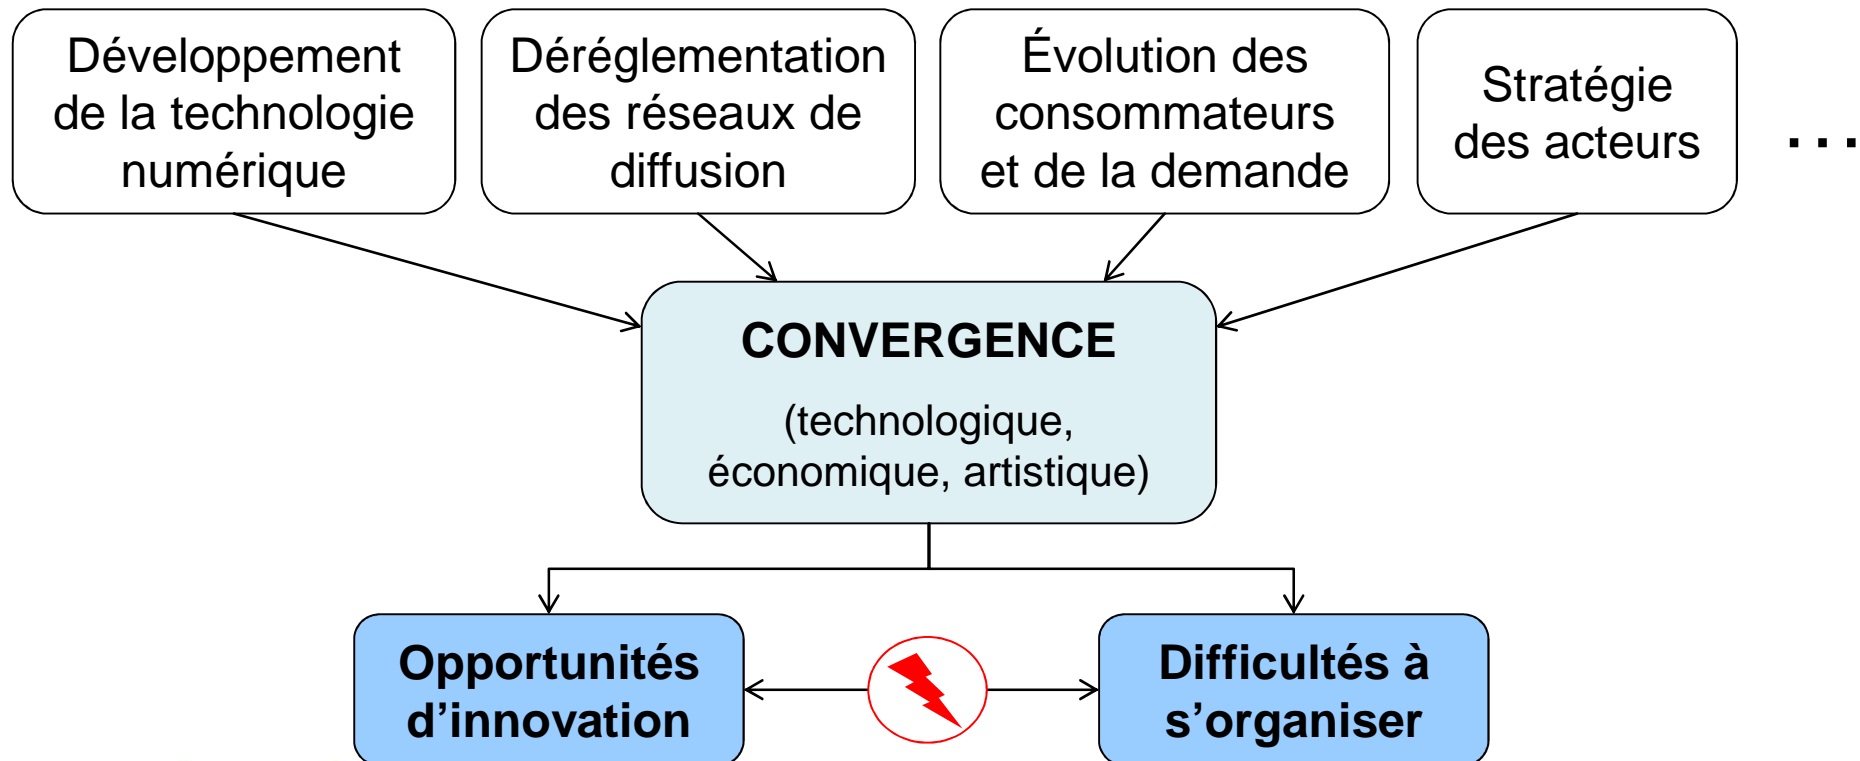 Développement
de la technologie
numérique
Déréglementation
des réseaux de
diffusion
Évolution des
consommateurs
et de la demande
Stratégie
des acteurs
...
CONVERGENCE
(technologique,
économique, artistique)
Opportunités
d’innovation
Difficultés à
s’organiser